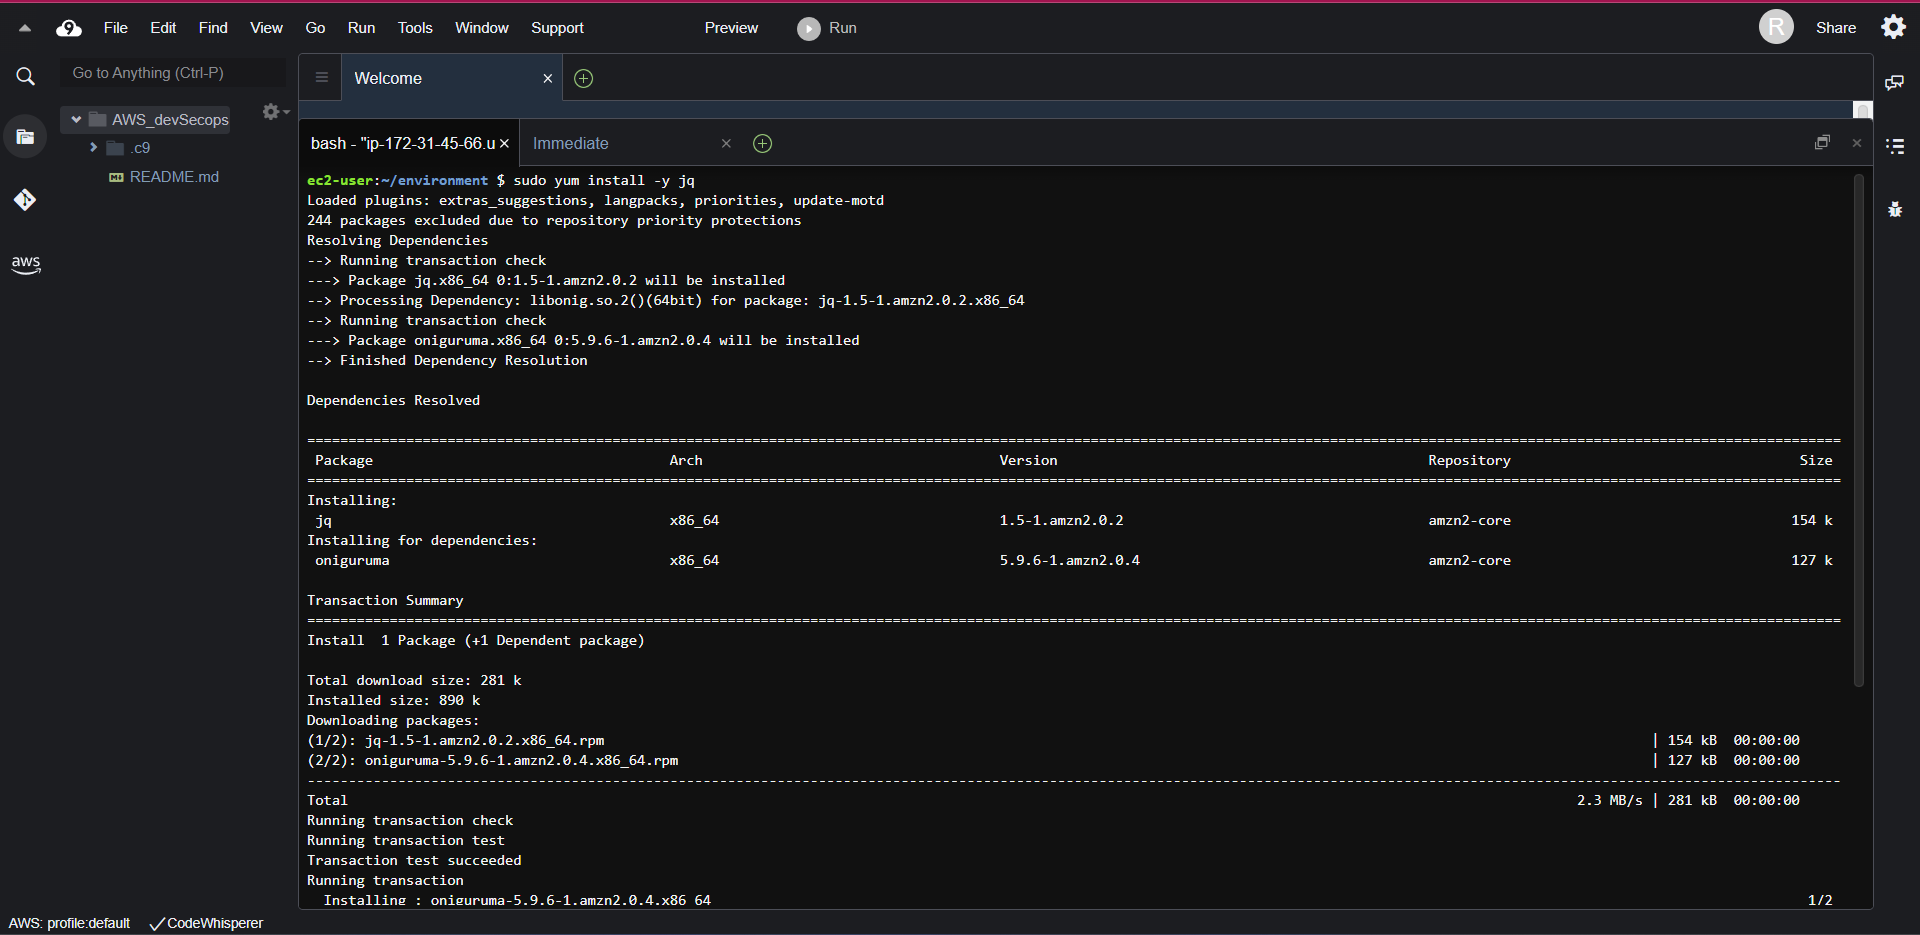 File Edit Find View Go Run Tools Window Support Preview Run R Share
Go to Anything (Ctrl-P)
Welcome
AWS_devSecops
.c9
README.md
aws
bash - "ip-172-31-45-66.u Immediate
ec2-user:~/environment $ sudo yum install -y jq
Loaded plugins: extras_suggestions, langpacks, priorities, update-motd
244 packages excluded due to repository priority protections
Resolving Dependencies
--> Running transaction check
---> Package jq.x86_64 0:1.5-1.amzn2.0.2 will be installed
--> Processing Dependency: libonig.so.2()(64bit) for package: jq-1.5-1.amzn2.0.2.x86_64
--> Running transaction check
---> Package oniguruma.x86_64 0:5.9.6-1.amzn2.0.4 will be installed
--> Finished Dependency Resolution
Dependencies Resolved
Package Arch Version Repository Size
Installing:
jq x86_64 1.5-1.amzn2.0.2 amzn2-core 154 k
Installing for dependencies:
oniguruma x86_64 5.9.6-1.amzn2.0.4 amzn2-core 127 k
Transaction Summary
Install  1 Package (+1 Dependent package)
Total download size: 281 k
Installed size: 890 k
Downloading packages:
(1/2): jq-1.5-1.amzn2.0.2.x86_64.rpm | 154 kB  00:00:00
(2/2): oniguruma-5.9.6-1.amzn2.0.4.x86_64.rpm | 127 kB  00:00:00
Total 2.3 MB/s | 281 kB  00:00:00
Running transaction check
Running transaction test
Transaction test succeeded
Running transaction
Installing : oniguruma-5.9.6-1.amzn2.0.4.x86_64 1/2
AWS: profile:default CodeWhisperer